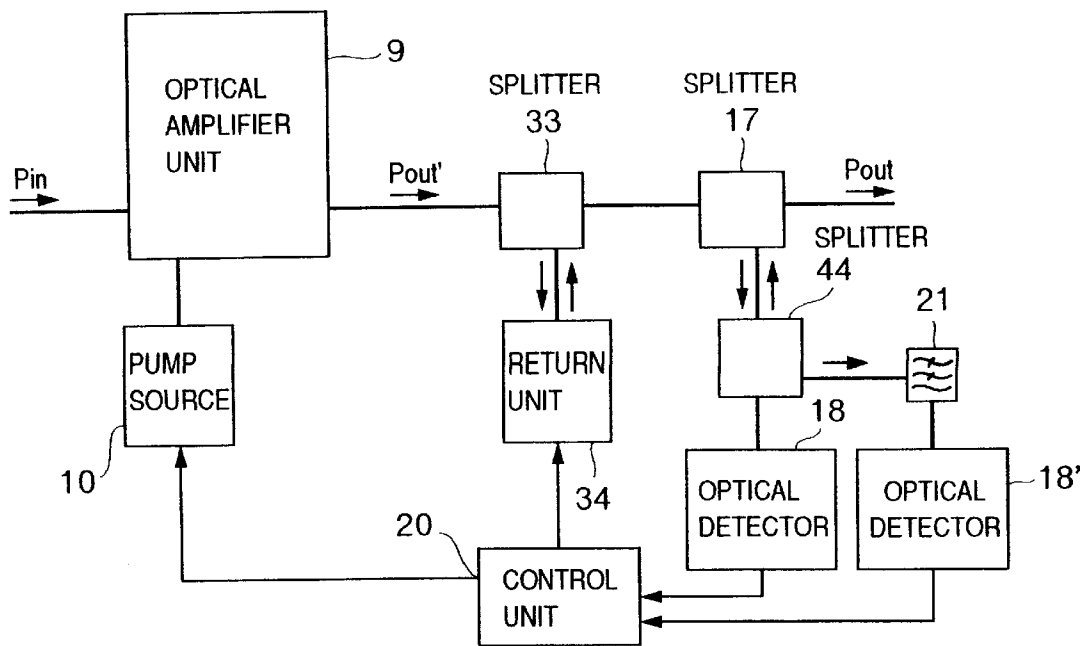 9
OPTICAL
AMPLIFIER
UNIT
Pin
Pout'
SPLITTER
33
SPLITTER
17
Pout
SPLITTER
44
21
PUMP
SOURCE
10
RETURN
UNIT
34
18
OPTICAL
DETECTOR
OPTICAL
DETECTOR
18'
20
CONTROL
UNIT